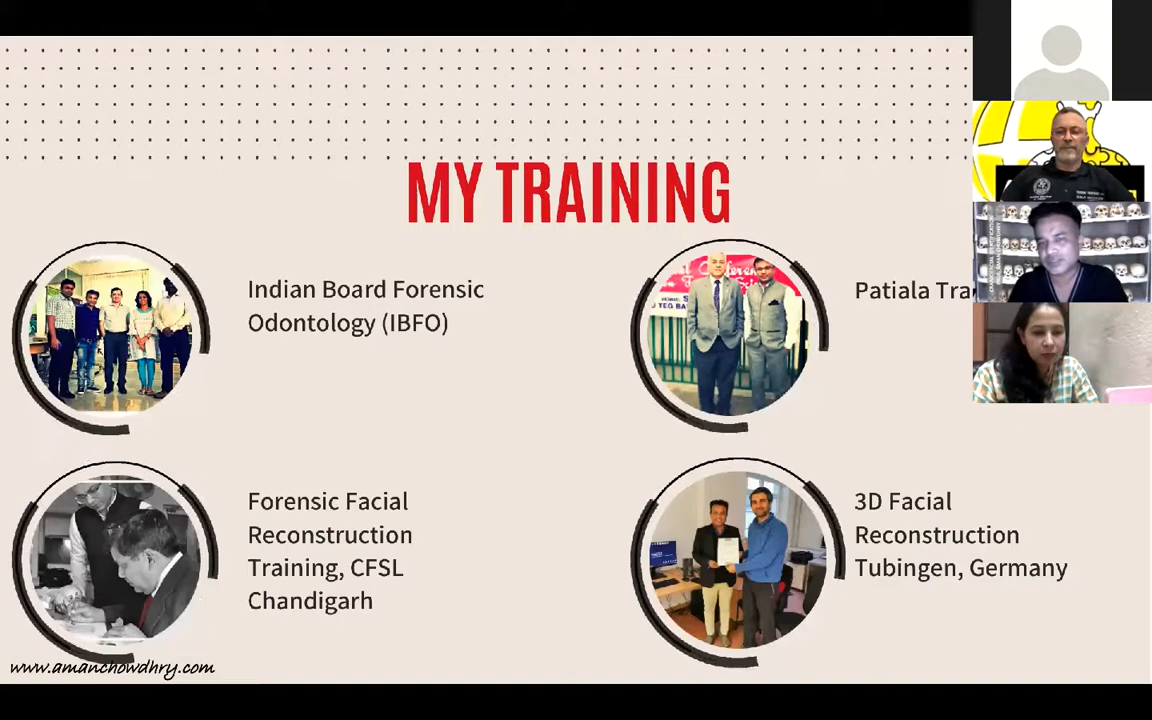 MY TRAINING
Indian Board Forensic
Odontology (IBFO)
Patiala
Forensic Facial
Reconstruction
Training, CFSL
Chandigarh
3D Facial
Reconstruction
Tubingen, Germany
www.amanchowdhry.com